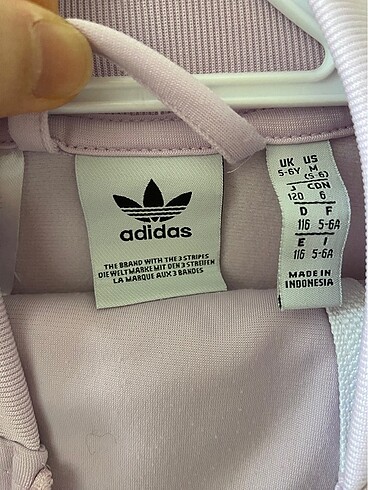 adidas
THE BRAND WITH THE 3 STRIPES
DIE WELTMARKE MIT DEN 3 STREIFEN
LA MARQUE AUX 3 BANDES
UK US
5-6Y M
(5-6)
J CDN
120 6
D F
116 5-6A
E I
116 5-6A
MADE IN
INDONESIA